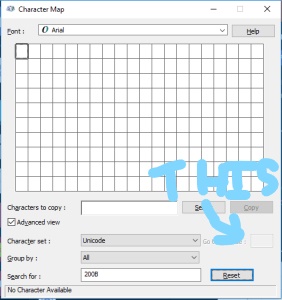 Character Map
Font :
O Arial
Help
THIS
Characters to copy :
Copy
Advanced view
Character set :
Unicode
Go
Group by :
All
Search for :
200B
Reset
No Character Available